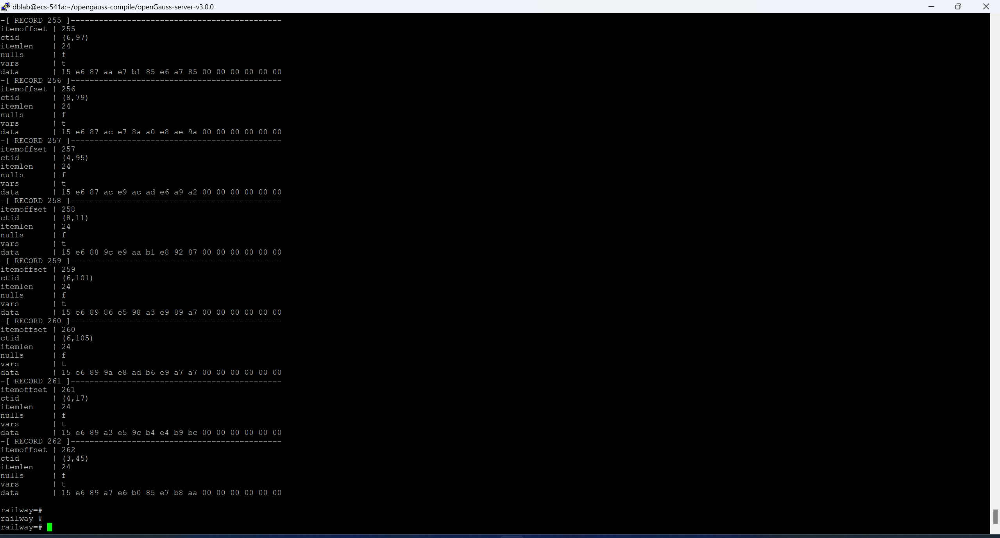 dblab@ecs-541a:~/opengauss-compile/openGauss-server-v3.0.0
-[ RECORD 255 ]---------------------------------------------
itemoffset | 255
ctid       | (6,97)
itemlen    | 24
nulls      | f
vars       | t
data       | 15 e6 87 aa e7 b1 85 e6 a7 85 00 00 00 00 00 00
-[ RECORD 256 ]---------------------------------------------
itemoffset | 256
ctid       | (8,79)
itemlen    | 24
nulls      | f
vars       | t
data       | 15 e6 87 ac e7 8a a0 e8 ae 9a 00 00 00 00 00 00
-[ RECORD 257 ]---------------------------------------------
itemoffset | 257
ctid       | (4,95)
itemlen    | 24
nulls      | f
vars       | t
data       | 15 e6 87 ac e9 ac ad e6 a9 a2 00 00 00 00 00 00
-[ RECORD 258 ]---------------------------------------------
itemoffset | 258
ctid       | (8,11)
itemlen    | 24
nulls      | f
vars       | t
data       | 15 e6 88 9c e9 aa b1 e8 92 87 00 00 00 00 00 00
-[ RECORD 259 ]---------------------------------------------
itemoffset | 259
ctid       | (6,101)
itemlen    | 24
nulls      | f
vars       | t
data       | 15 e6 89 86 e5 98 a3 e9 89 a7 00 00 00 00 00 00
-[ RECORD 260 ]---------------------------------------------
itemoffset | 260
ctid       | (6,105)
itemlen    | 24
nulls      | f
vars       | t
data       | 15 e6 89 9a e8 ad b6 e9 a7 a7 00 00 00 00 00 00
-[ RECORD 261 ]---------------------------------------------
itemoffset | 261
ctid       | (4,17)
itemlen    | 24
nulls      | f
vars       | t
data       | 15 e6 89 a3 e5 9c b4 e4 b9 bc 00 00 00 00 00 00
-[ RECORD 262 ]---------------------------------------------
itemoffset | 262
ctid       | (3,45)
itemlen    | 24
nulls      | f
vars       | t
data       | 15 e6 89 a7 e6 b0 85 e7 b8 aa 00 00 00 00 00 00
railway=#
railway=#
railway=#